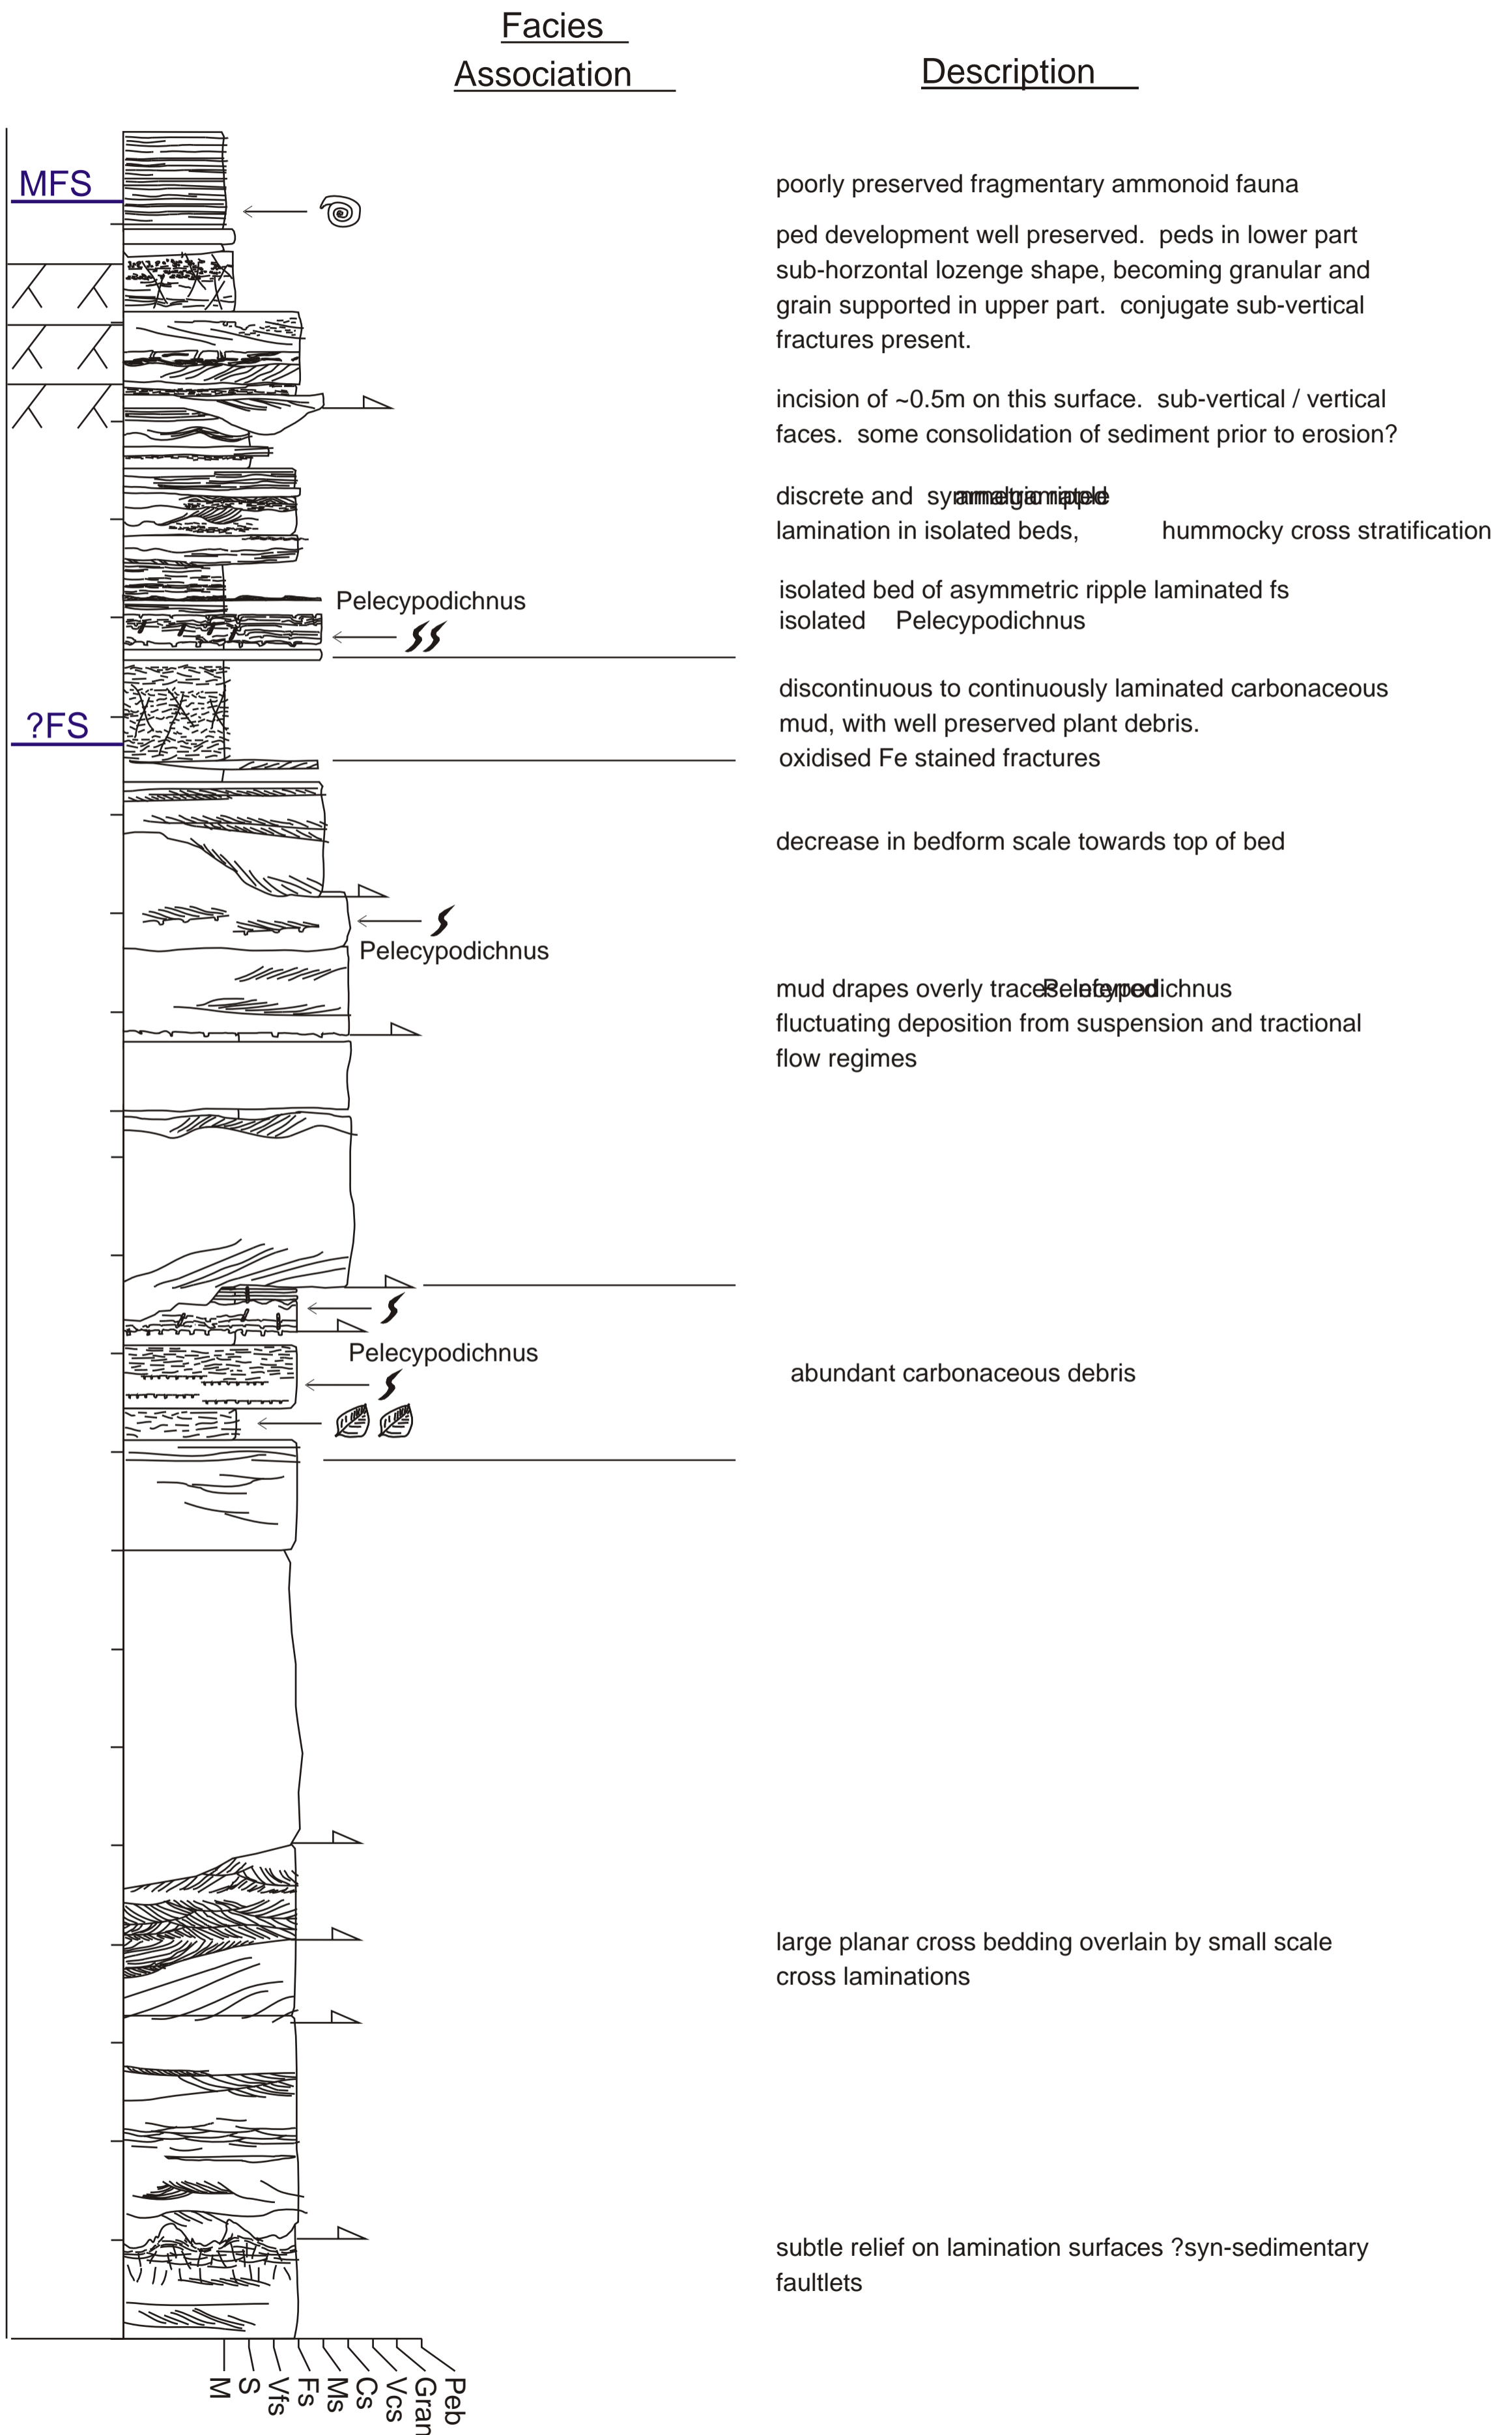 Facies
Association
Description
MFS
poorly preserved fragmentary ammonoid fauna
ped development well preserved. peds in lower part
sub-horzontal lozenge shape, becoming granular and
grain supported in upper part. conjugate sub-vertical
fractures present.
incision of ~0.5m on this surface. sub-vertical / vertical
faces. some consolidation of sediment prior to erosion?
discrete and
lamination in isolated beds, hummocky cross stratification
Pelecypodichnus
isolated bed of asymmetric ripple laminated fs
isolated Pelecypodichnus
?FS
discontinuous to continuously laminated carbonaceous
mud, with well preserved plant debris.
oxidised Fe stained fractures
decrease in bedform scale towards top of bed
Pelecypodichnus
mud drapes overly
fluctuating deposition from suspension and tractional
flow regimes
Pelecypodichnus
abundant carbonaceous debris
large planar cross bedding overlain by small scale
cross laminations
subtle relief on lamination surfaces ?syn-sedimentary
faultlets
M
S
Vfs
Fs
Ms
Cs
Vcs
Gran
Peb